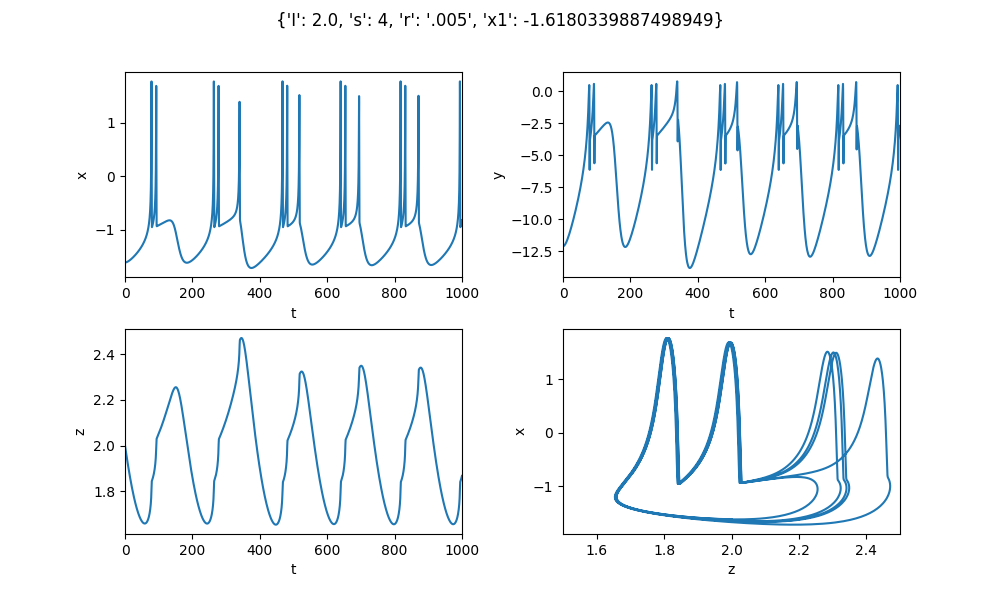 {'I': 2.0, 's': 4, 'r': '.005', 'x1': -1.6180339887498949}
1
0
−1
x
0 200 400 600 800 1000
t
0.0
−2.5
−5.0
−7.5
−10.0
−12.5
y
0 200 400 600 800 1000
t
2.4
2.2
2.0
1.8
z
0 200 400 600 800 1000
t
1
0
−1
x
1.6 1.8 2.0 2.2 2.4
z